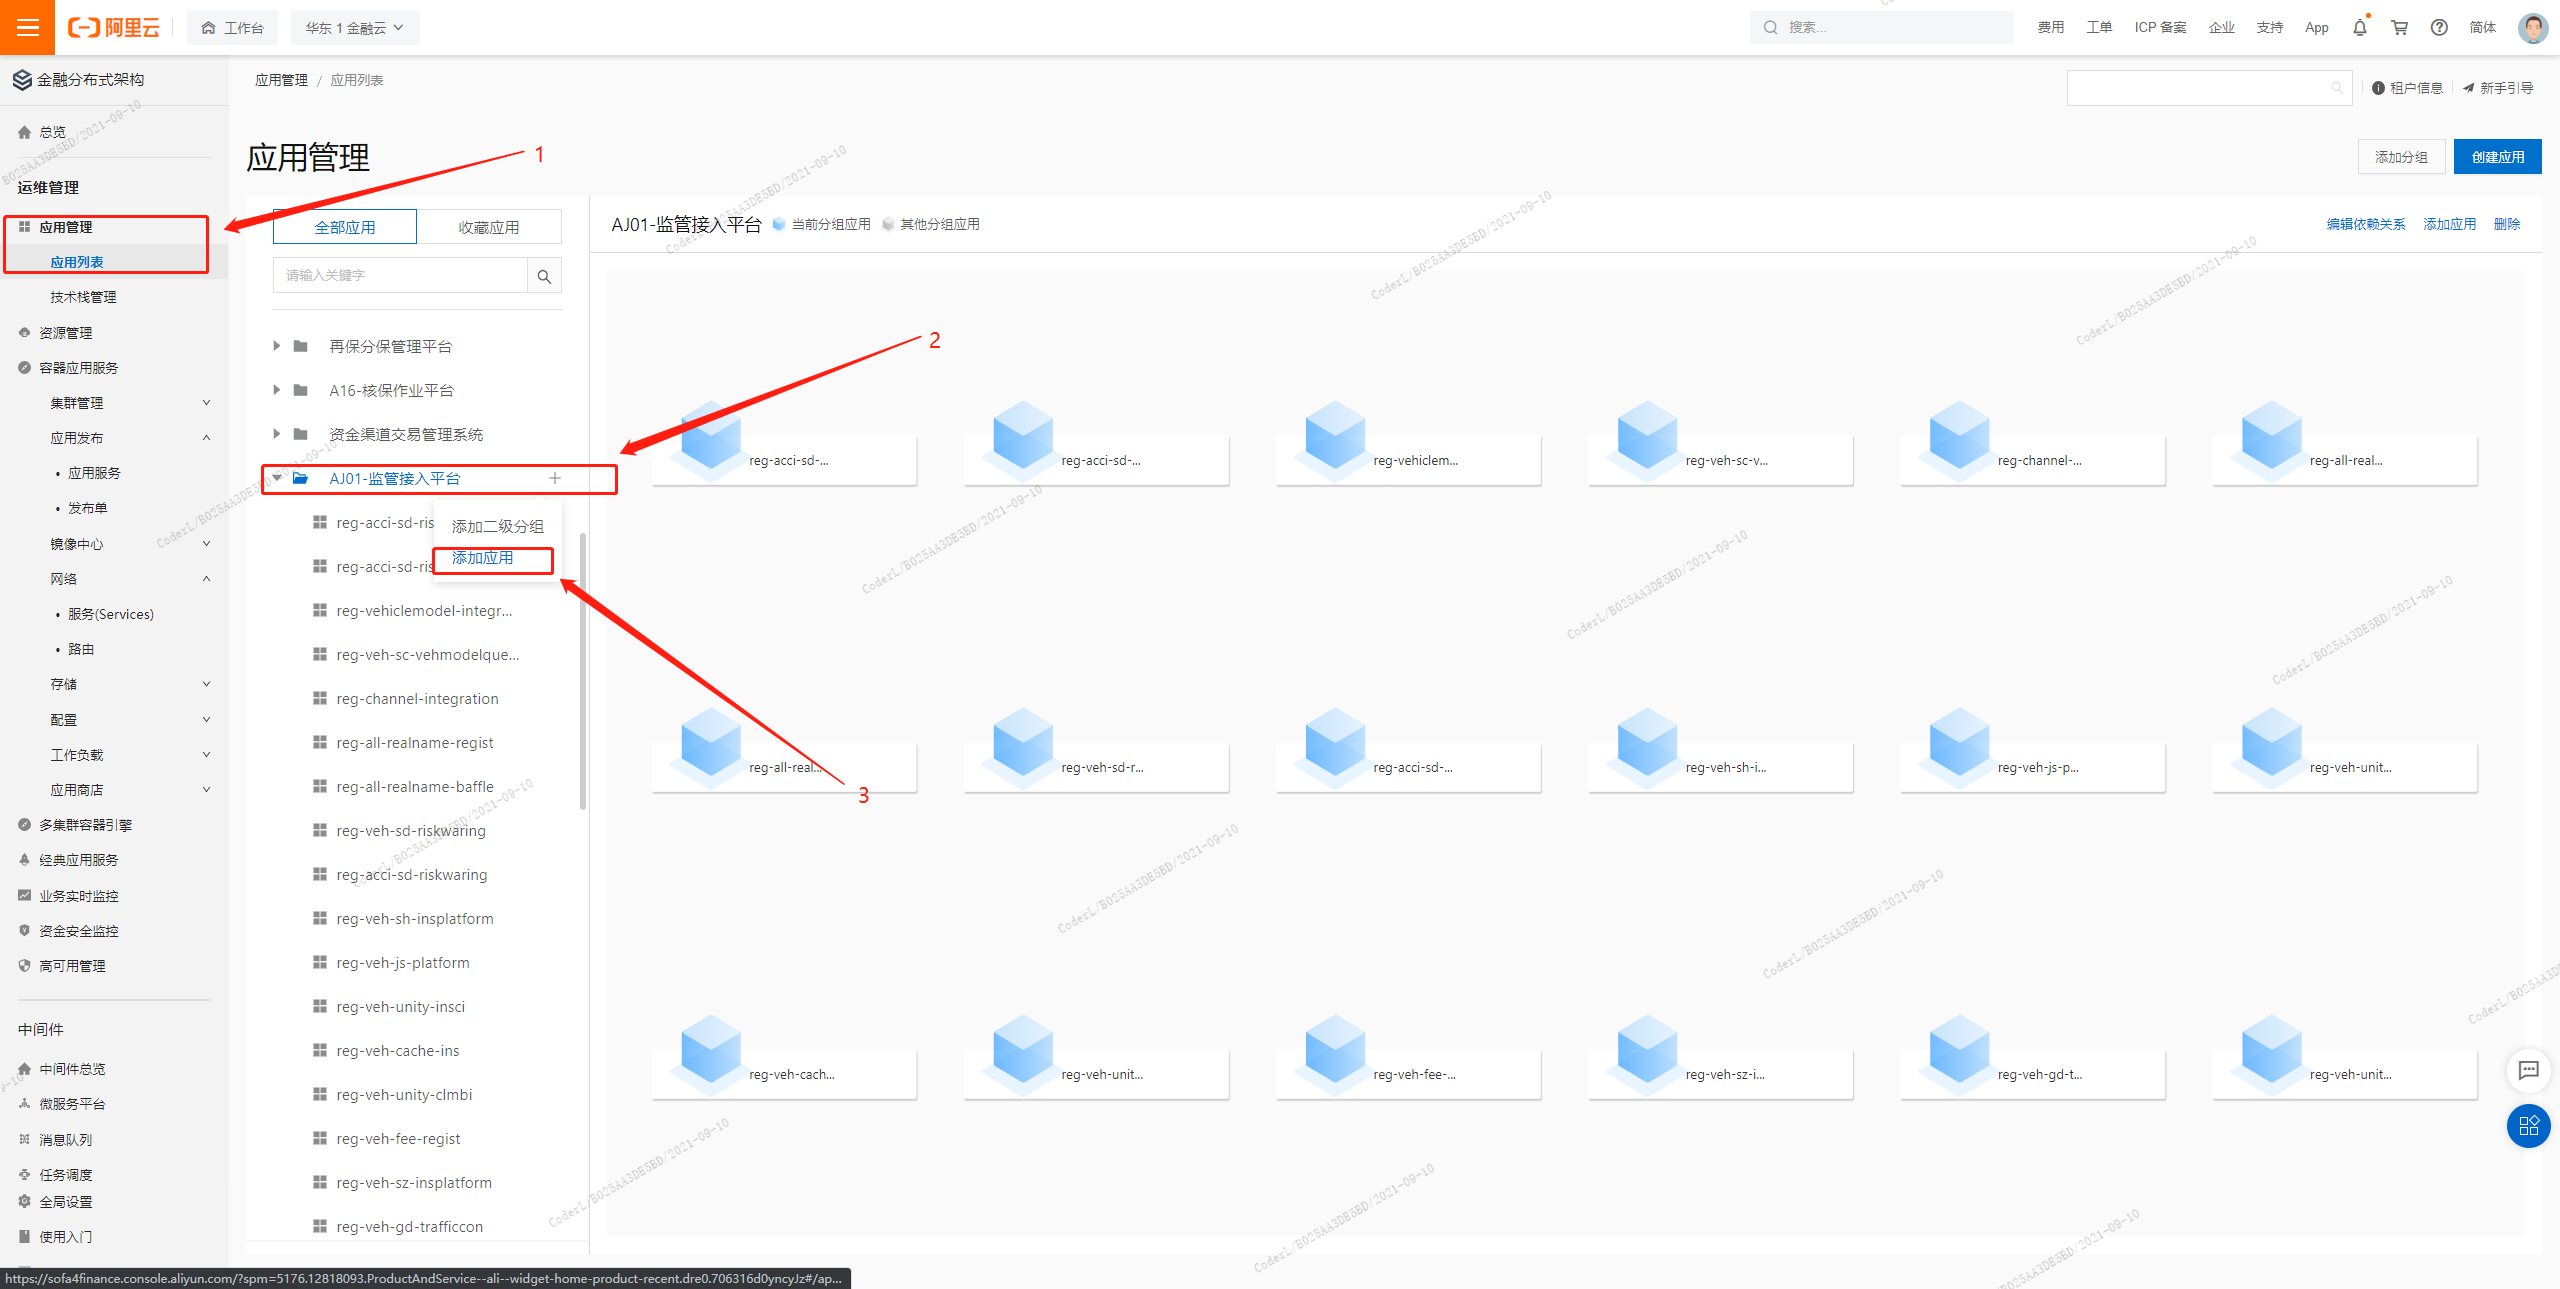 阿里云
工作台
华东 1 金融云
搜索...
费用
工单
ICP 备案
企业
支持
App
简体
金融分布式架构
总览
运维管理
应用管理
应用列表
技术栈管理
资源管理
容器应用服务
集群管理
应用发布
• 应用服务
• 发布单
镜像中心
网络
• 服务(Services)
• 路由
存储
配置
工作负载
应用商店
多集群容器引擎
经典应用服务
业务实时监控
资金安全监控
高可用管理
中间件
中间件总览
微服务平台
消息队列
任务调度
全局设置
使用入门
应用管理 / 应用列表
租户信息
新手引导
应用管理
添加分组
创建应用
1
2
3
全部应用
收藏应用
请输入关键字
再保分保管理平台
A16-核保作业平台
资金渠道交易管理系统
AJ01-监管接入平台
添加二级分组
添加应用
reg-acci-sd-ris
reg-acci-sd-ris
reg-vehiclemodel-integr...
reg-veh-sc-vehmodelque...
reg-channel-integration
reg-all-realname-regist
reg-all-realname-baffle
reg-veh-sd-riskwaring
reg-acci-sd-riskwaring
reg-veh-sh-insplatform
reg-veh-js-platform
reg-veh-unity-insci
reg-veh-cache-ins
reg-veh-unity-clmbi
reg-veh-fee-regist
reg-veh-sz-insplatform
reg-veh-gd-trafficcon
AJ01-监管接入平台
当前分组应用
其他分组应用
编辑依赖关系
添加应用
删除
reg-acci-sd-...
reg-acci-sd-...
reg-vehiclem...
reg-veh-sc-v...
reg-channel-...
reg-all-real...
reg-all-real...
reg-veh-sd-r...
reg-acci-sd-...
reg-veh-sh-i...
reg-veh-js-p...
reg-veh-unit...
reg-veh-cach...
reg-veh-unit...
reg-veh-fee-...
reg-veh-sz-i...
reg-veh-gd-t...
reg-veh-unit...
CoderL/B025AA3DE5BD/2021-09-10
https://sofa4finance.console.aliyun.com/?spm=5176.12818093.ProductAndService--ali--widget-home-product-recent.dre0.706316d0yncyJz#/ap...